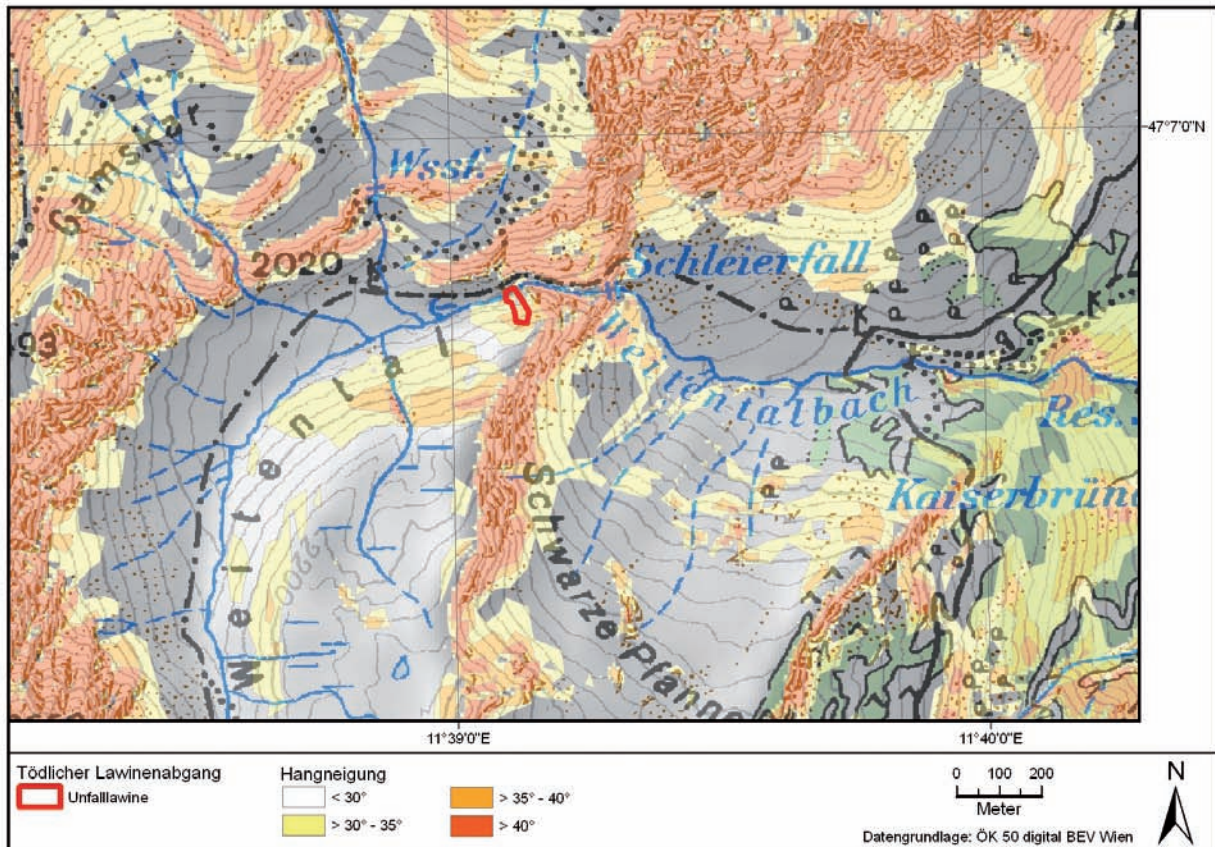 47°7'0"N
Gamskar
Wssf.
2020
Schleierfall
93
Mertentalbach
Meltental
Res.
Kaiserbründ
2200
Schwarze Pfanne
11°39'0"E
11°40'0"E
Tödlicher Lawinenabgang
Unfalllawine
Hangneigung
< 30°
> 30° - 35°
> 35° - 40°
> 40°
0 100 200
Meter
N
Datengrundlage: ÖK 50 digital BEV Wien